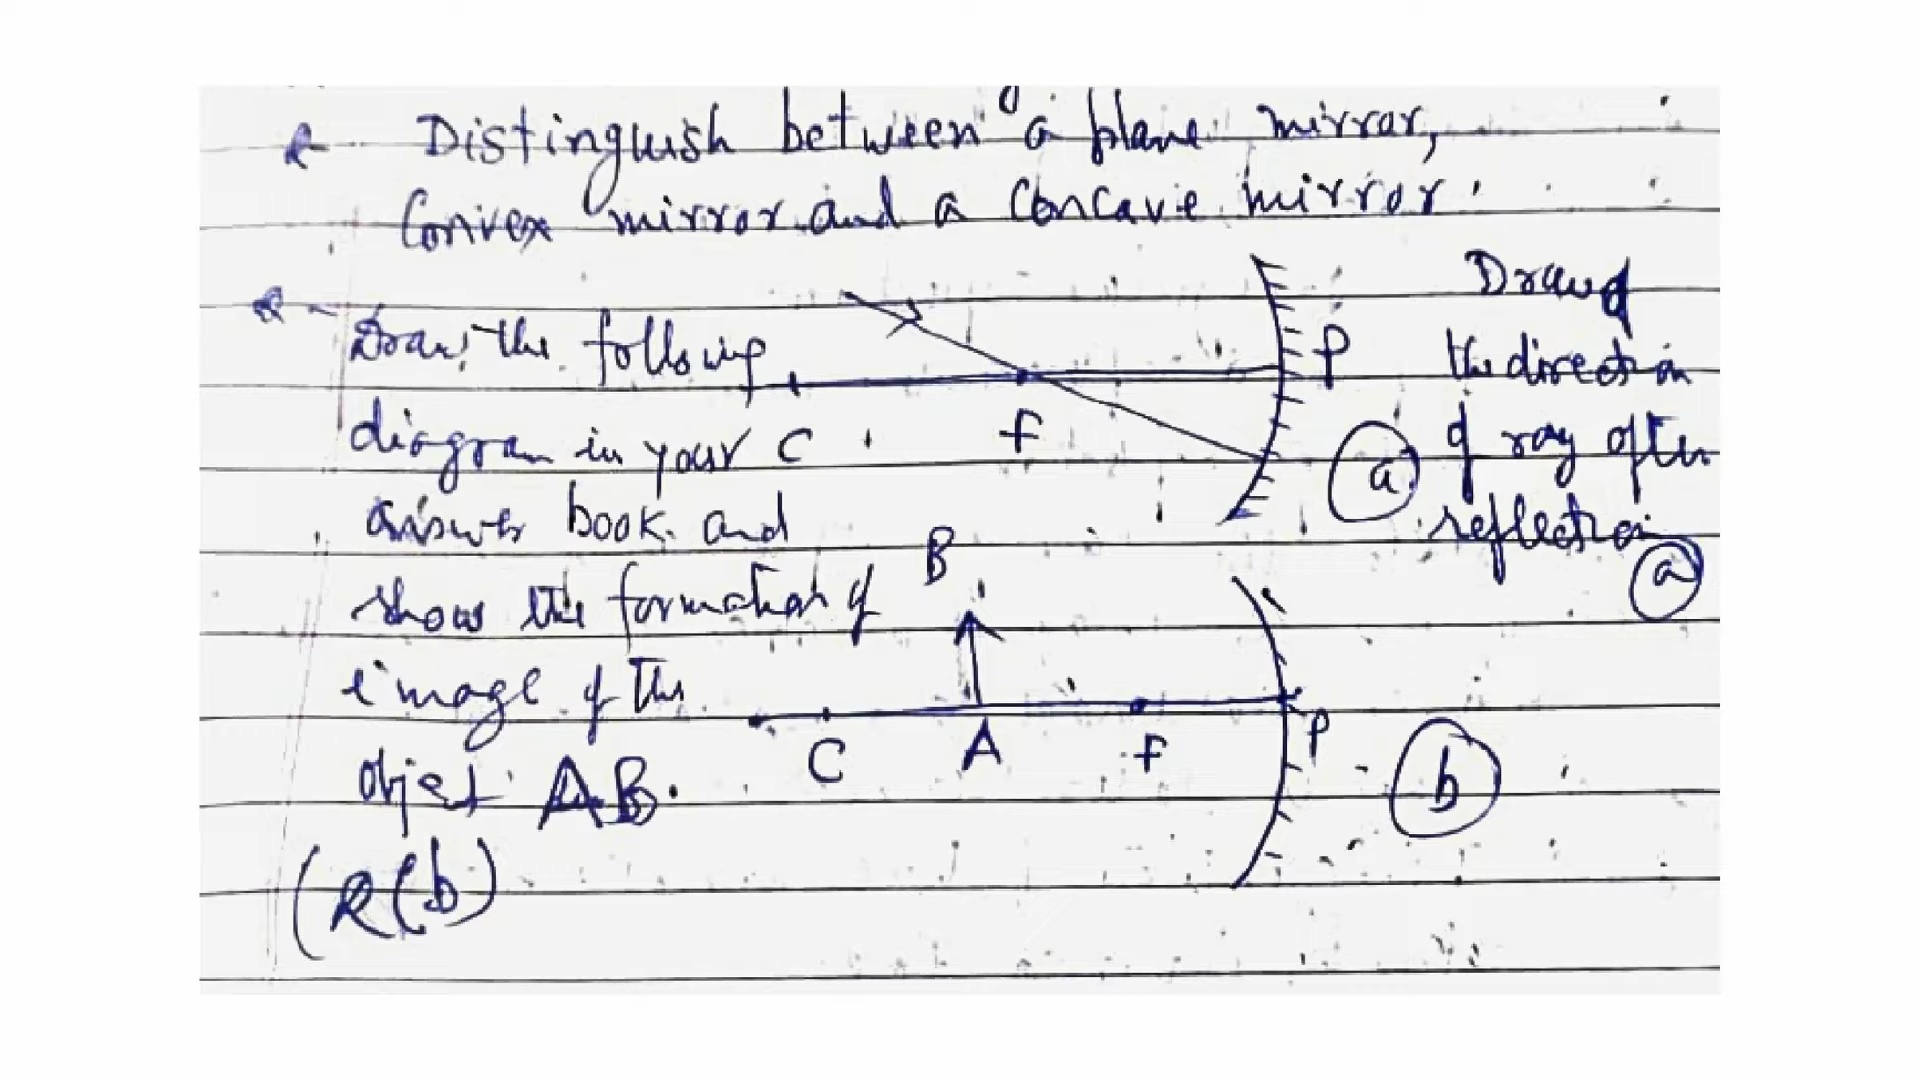 Distinguish between a plane mirror,
Convex mirror and a concave mirror.
Draw the following
diagram in your
answer book and
show the formation of
image of the
object AB.
(Q(b)
C
F
P
a
Draw
the direction
of ray after
reflection
a
B
C
A
F
P
b